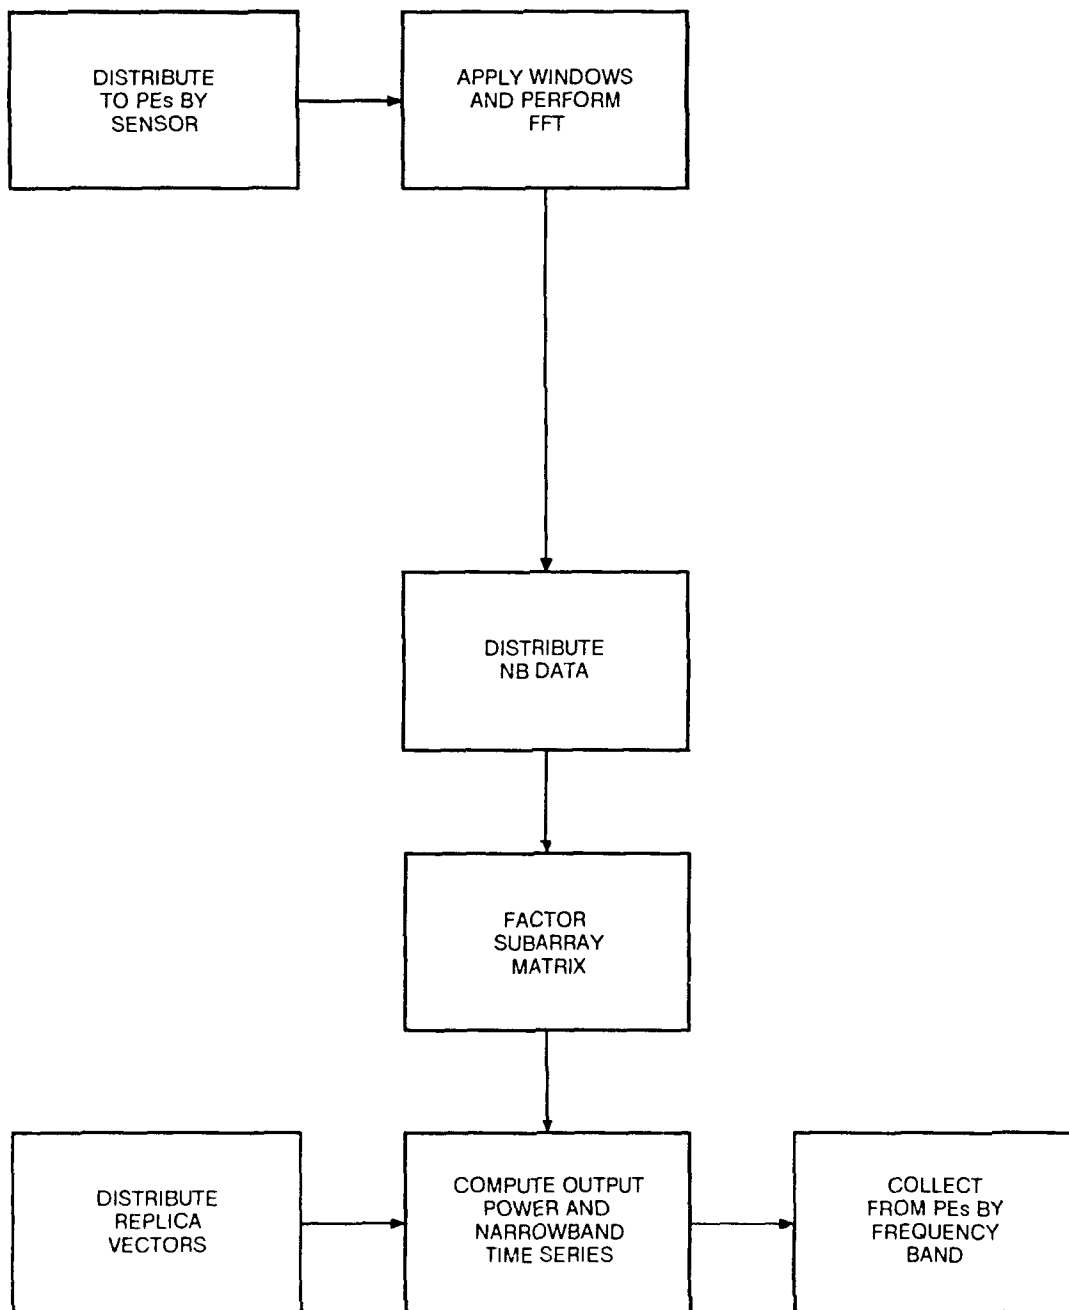 DISTRIBUTE
TO PEs BY
SENSOR
APPLY WINDOWS
AND PERFORM
FFT
DISTRIBUTE
NB DATA
FACTOR
SUBARRAY
MATRIX
DISTRIBUTE
REPLICA
VECTORS
COMPUTE OUTPUT
POWER AND
NARROWBAND
TIME SERIES
COLLECT
FROM PEs BY
FREQUENCY
BAND